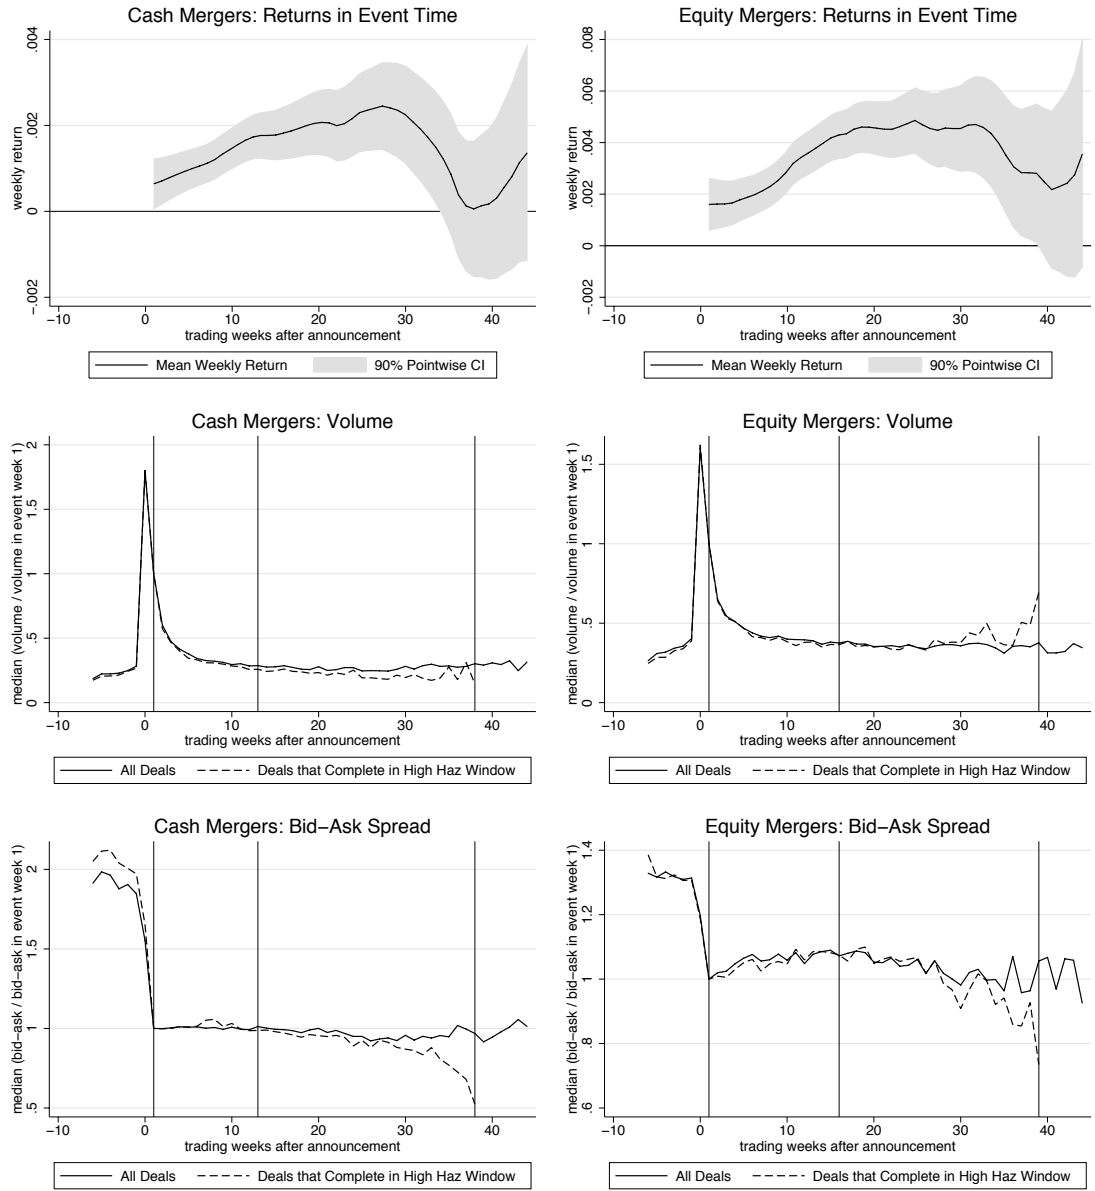 Cash Mergers: Returns in Event Time
weekly return
.004
.002
0
-.002
-10 0 10 20 30 40
trading weeks after announcement
Mean Weekly Return 90% Pointwise CI
Equity Mergers: Returns in Event Time
weekly return
.008
.006
.004
.002
0
-.002
-10 0 10 20 30 40
trading weeks after announcement
Mean Weekly Return 90% Pointwise CI
Cash Mergers: Volume
median (volume / volume in event week 1)
2
1.5
1
.5
0
-10 0 10 20 30 40
trading weeks after announcement
All Deals Deals that Complete in High Haz Window
Equity Mergers: Volume
median (volume / volume in event week 1)
1.5
1
.5
0
-10 0 10 20 30 40
trading weeks after announcement
All Deals Deals that Complete in High Haz Window
Cash Mergers: Bid-Ask Spread
median (bid-ask / bid-ask in event week 1)
2
1.5
1
.5
-10 0 10 20 30 40
trading weeks after announcement
All Deals Deals that Complete in High Haz Window
Equity Mergers: Bid-Ask Spread
median (bid-ask / bid-ask in event week 1)
1.4
1.2
1
.8
.6
-10 0 10 20 30 40
trading weeks after announcement
All Deals Deals that Complete in High Haz Window